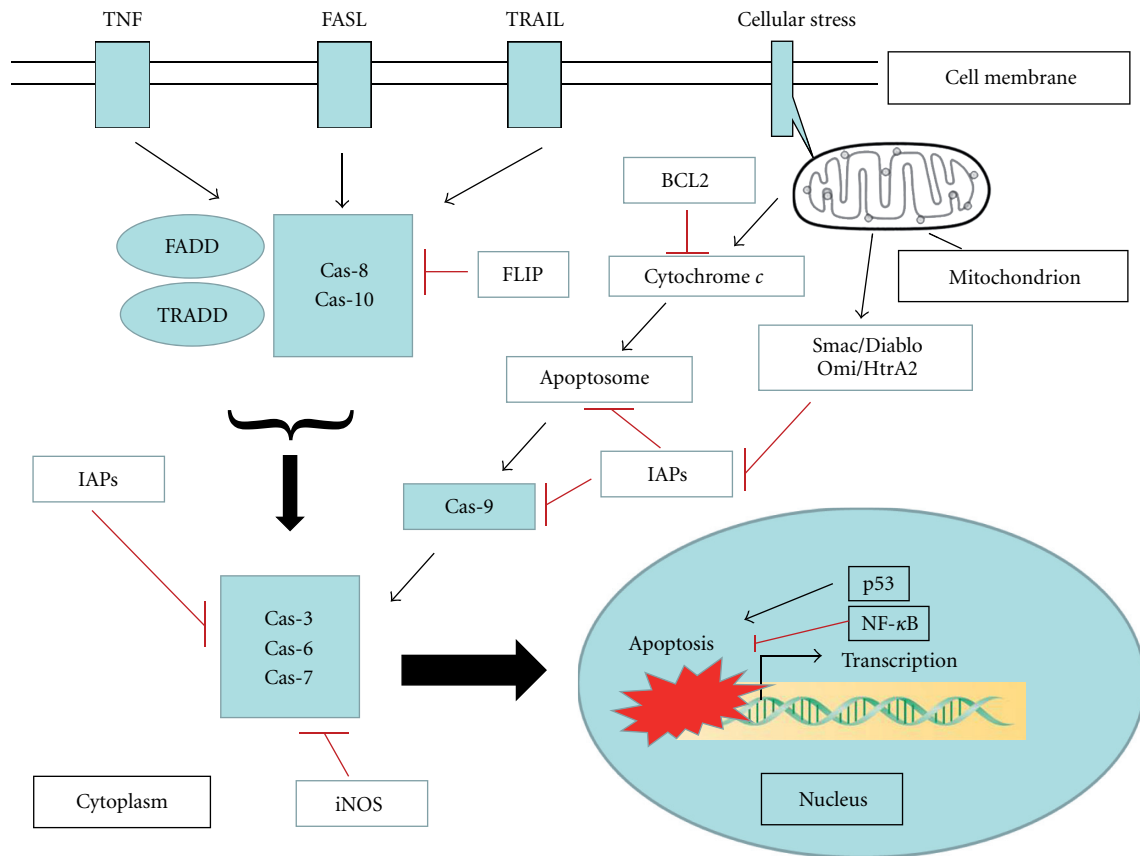 TNF
FASL
TRAIL
Cellular stress
Cell membrane
BCL2
FADD
TRADD
Cas-8
Cas-10
FLIP
Cytochrome c
Mitochondrion
Smac/Diablo
Omi/HtrA2
Apoptosome
IAPs
IAPs
Cas-9
Cas-3
Cas-6
Cas-7
p53
NF-κB
Apoptosis
Transcription
Cytoplasm
iNOS
Nucleus